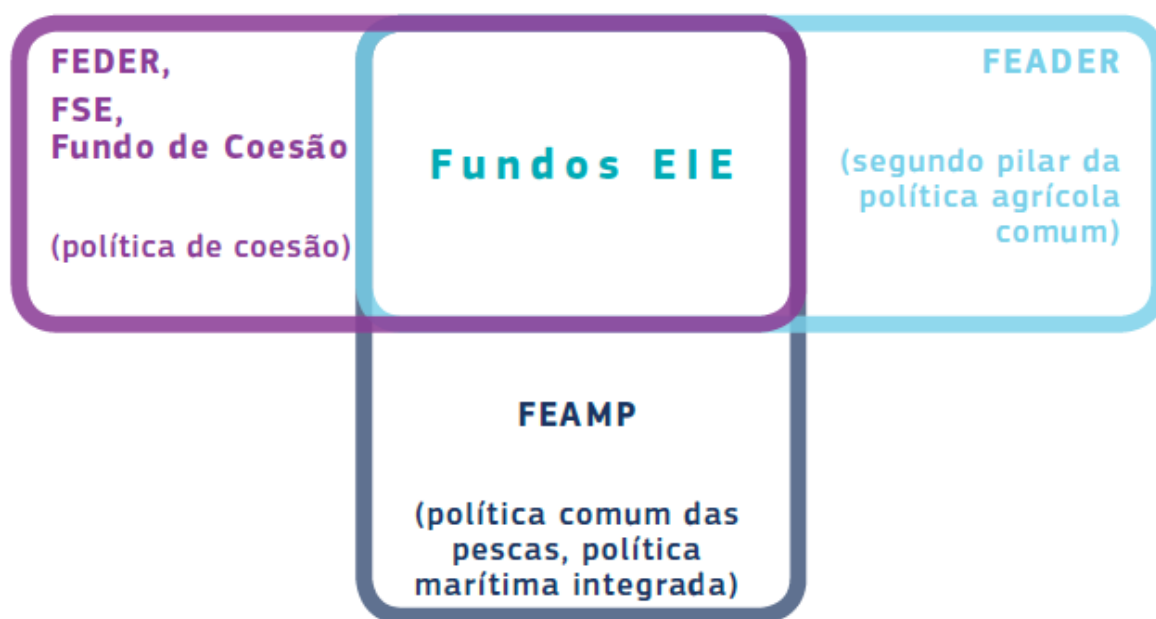 FEDER,
FSE,
Fundo de Coesão
(política de coesão)
Fundos EIE
FEADER
(segundo pilar da
política agrícola
comum)
FEAMP
(política comum das
pescas, política
marítima integrada)